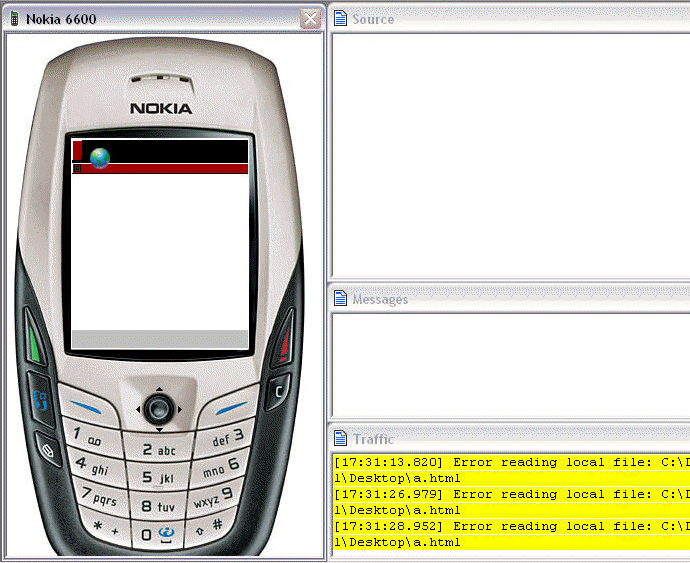 Nokia 6600
NOKIA
1
2 abc
def 3
4 ghi
5 jkl
mno 6
7 pqrs
8 tuv
wxyz 9
* +
0
#
C
Source
Messages
Traffic
[17:31:13.820] Error reading local file: C:\D
l\Desktop\a.html
[17:31:26.979] Error reading local file: C:\D
l\Desktop\a.html
[17:31:28.952] Error reading local file: C:\D
l\Desktop\a.html